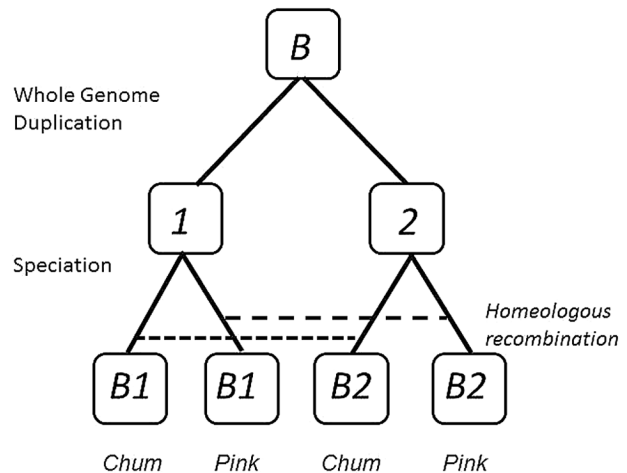 B
Whole Genome
Duplication
1
2
Speciation
Homeologous
recombination
B1
B1
B2
B2
Chum
Pink
Chum
Pink